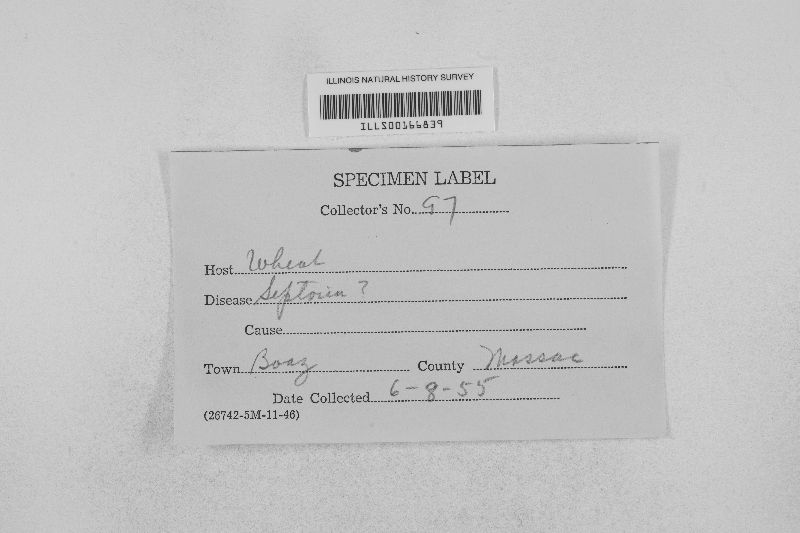 ILLINOIS NATURAL HISTORY SURVEY
ILLS00166839
SPECIMEN LABEL
Collector's No. 97
Host Wheat
Disease Septoria ?
Cause
Town Boaz County Massac
Date Collected 6-8-55
(26742-5M-11-46)